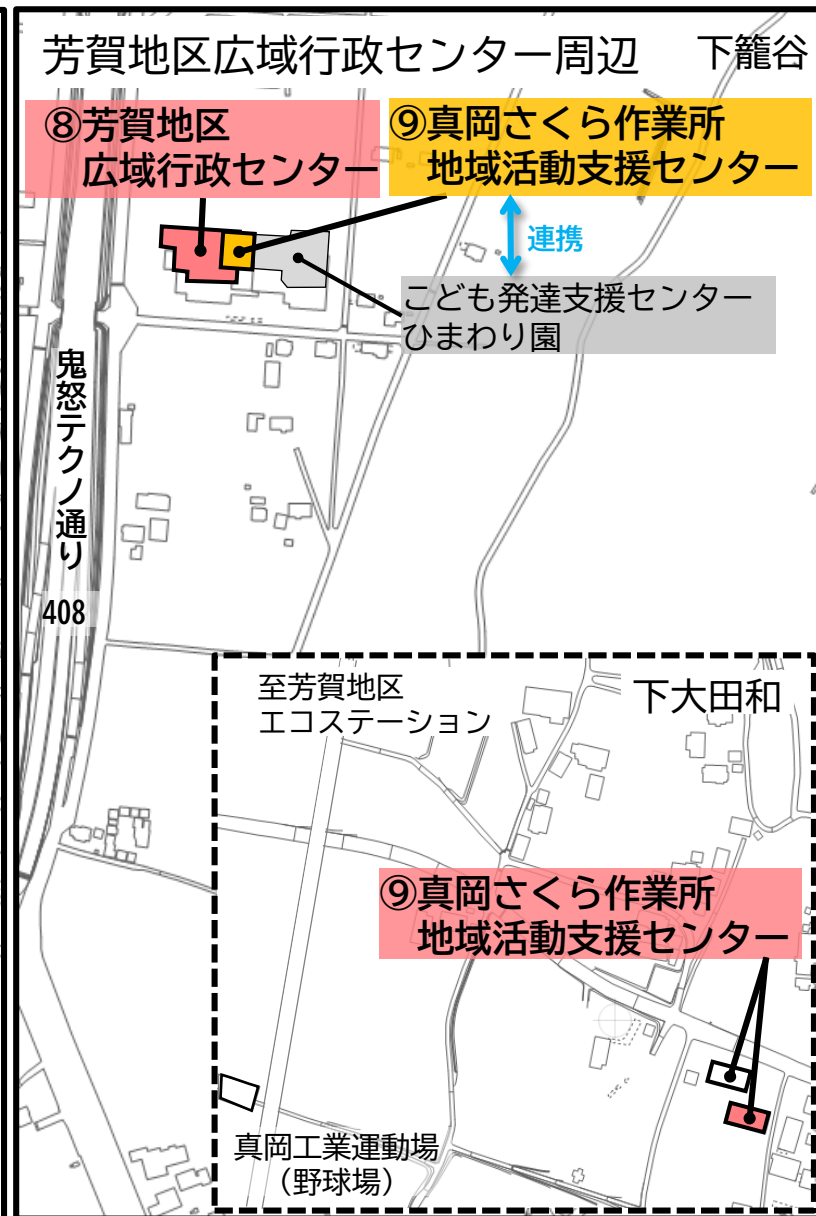 芳賀地区広域行政センター周辺
下籠谷
⑧芳賀地区
広域行政センター
⑨真岡さくら作業所
地域活動支援センター
連携
こども発達支援センター
ひまわり園
鬼怒テクノ通り
408
至芳賀地区
エコステーション
下大田和
⑨真岡さくら作業所
地域活動支援センター
真岡工業運動場
（野球場）